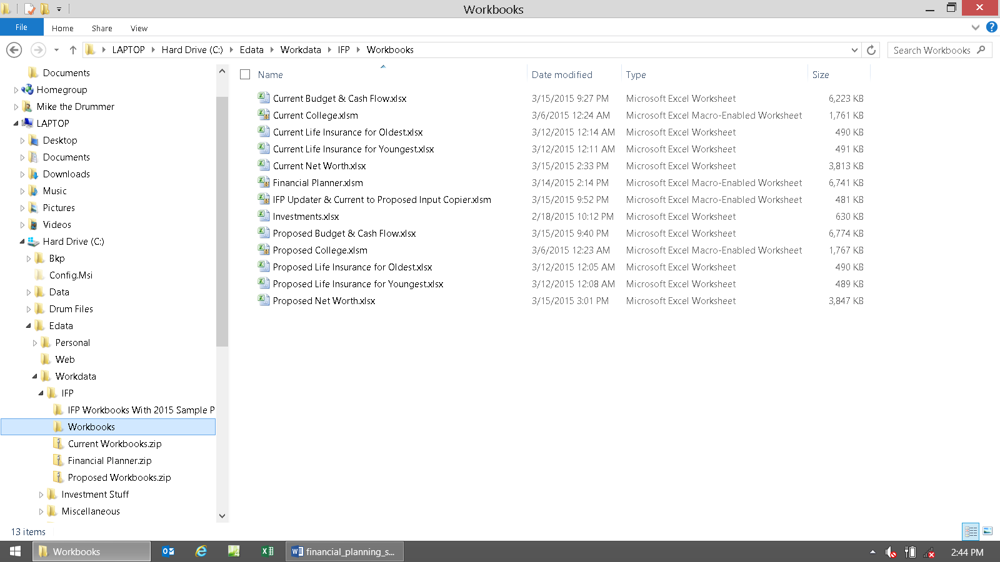 Workbooks
File Home Share View
LAPTOP Hard Drive (C:) Edata Workdata IFP Workbooks
Search Workbooks
Documents
Homegroup
Mike the Drummer
LAPTOP
Desktop
Documents
Downloads
Music
Pictures
Videos
Hard Drive (C:)
Bkp
Config.Msi
Data
Drum Files
Edata
Personal
Web
Workdata
IFP
IFP Workbooks With 2015 Sample P
Workbooks
Current Workbooks.zip
Financial Planner.zip
Proposed Workbooks.zip
Investment Stuff
Miscellaneous
Name Date modified Type Size
Current Budget & Cash Flow.xlsx 3/15/2015 9:27 PM Microsoft Excel Worksheet 6,223 KB
Current College.xlsm 3/6/2015 12:24 AM Microsoft Excel Macro-Enabled Worksheet 1,761 KB
Current Life Insurance for Oldest.xlsx 3/12/2015 12:14 AM Microsoft Excel Worksheet 490 KB
Current Life Insurance for Youngest.xlsx 3/12/2015 12:11 AM Microsoft Excel Worksheet 491 KB
Current Net Worth.xlsx 3/15/2015 2:33 PM Microsoft Excel Worksheet 3,813 KB
Financial Planner.xlsm 3/14/2015 2:14 PM Microsoft Excel Macro-Enabled Worksheet 6,741 KB
IFP Updater & Current to Proposed Input Copier.xlsm 3/15/2015 9:52 PM Microsoft Excel Macro-Enabled Worksheet 481 KB
Investments.xlsx 2/18/2015 10:12 PM Microsoft Excel Worksheet 630 KB
Proposed Budget & Cash Flow.xlsx 3/15/2015 9:40 PM Microsoft Excel Worksheet 6,774 KB
Proposed College.xlsm 3/6/2015 12:23 AM Microsoft Excel Macro-Enabled Worksheet 1,767 KB
Proposed Life Insurance for Oldest.xlsx 3/12/2015 12:05 AM Microsoft Excel Worksheet 490 KB
Proposed Life Insurance for Youngest.xlsx 3/12/2015 12:08 AM Microsoft Excel Worksheet 489 KB
Proposed Net Worth.xlsx 3/15/2015 3:01 PM Microsoft Excel Worksheet 3,847 KB
13 items
Workbooks financial_planning_s... 2:44 PM